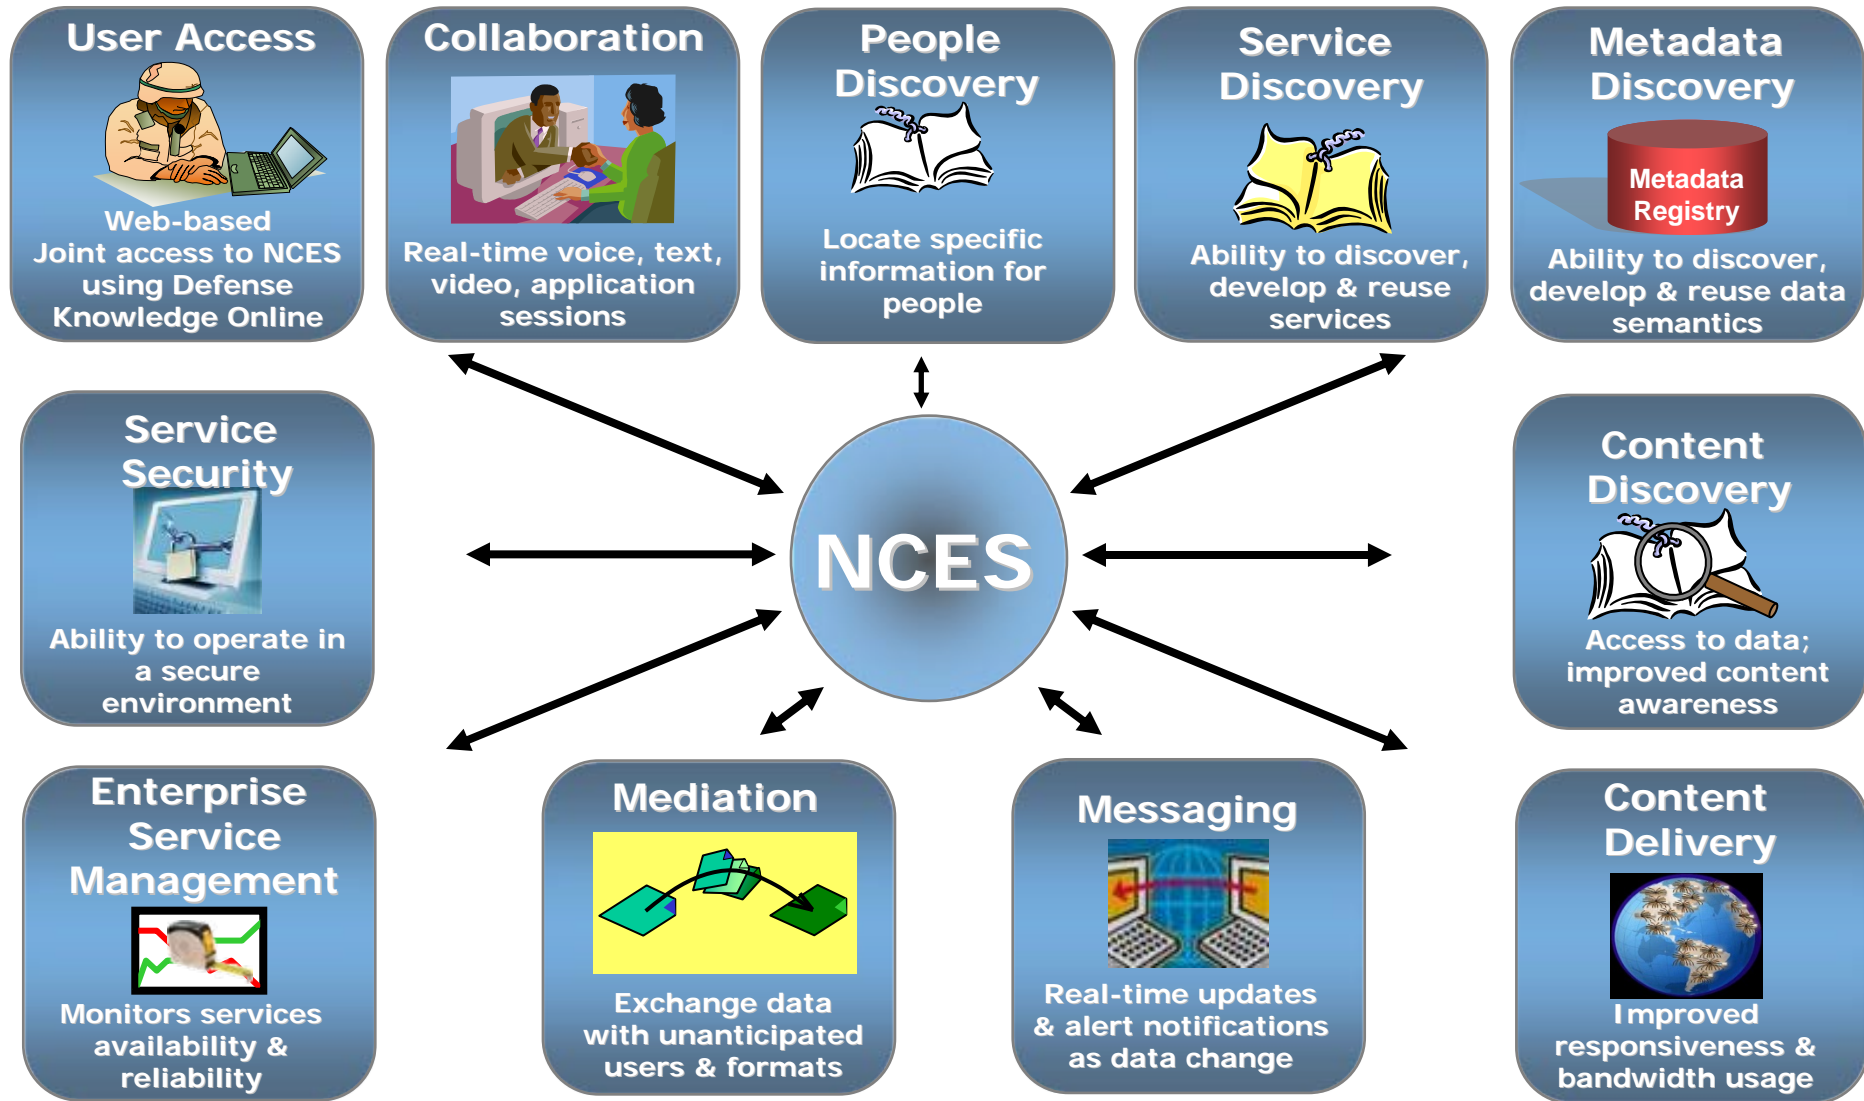 User Access
Web-based
Joint access to NCES
using Defense
Knowledge Online
Collaboration
Real-time voice, text,
video, application
sessions
People
Discovery
Locate specific
information for
people
Service
Discovery
Ability to discover,
develop & reuse
services
Metadata
Discovery
Metadata
Registry
Ability to discover,
develop & reuse data
semantics
Service
Security
Ability to operate in
a secure
environment
NCES
Content
Discovery
Access to data;
improved content
awareness
Enterprise
Service
Management
Monitors services
availability &
reliability
Mediation
Exchange data
with unanticipated
users & formats
Messaging
Real-time updates
& alert notifications
as data change
Content
Delivery
Improved
responsiveness &
bandwidth usage